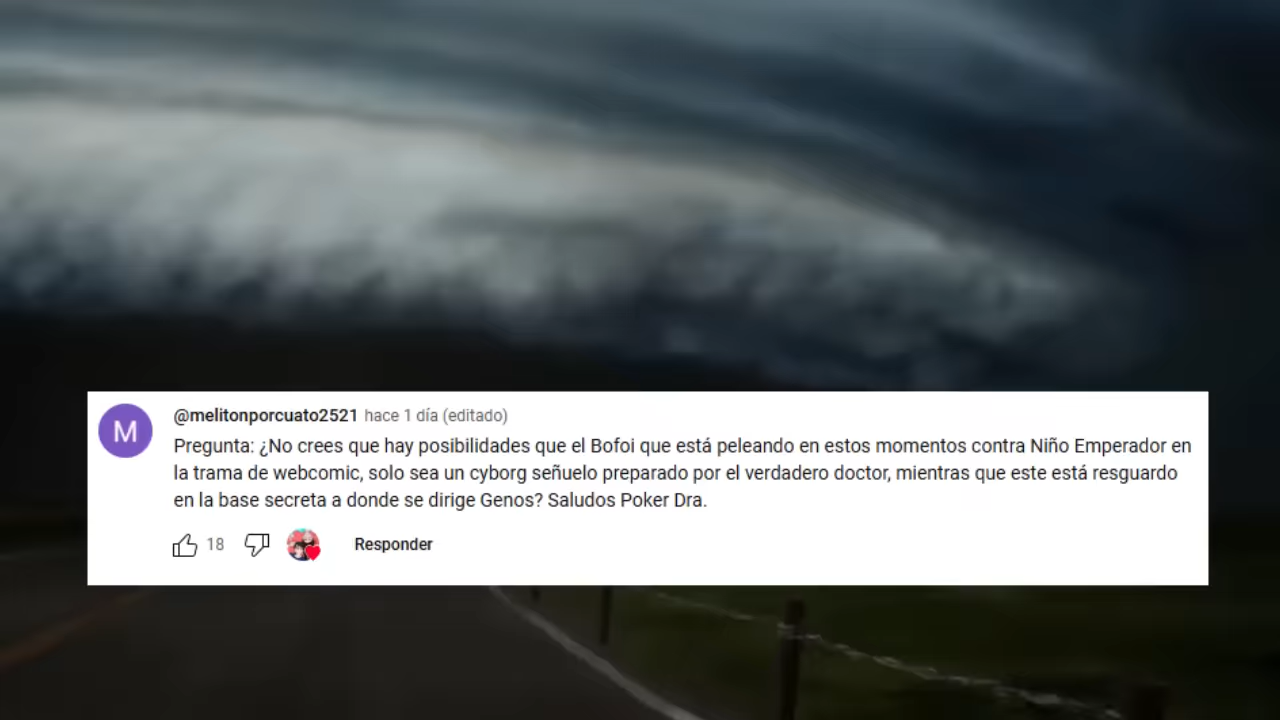 M
@melitonporcuato2521 hace 1 día (editado)
Pregunta: ¿No crees que hay posibilidades que el Bofoi que está peleando en estos momentos contra Niño Emperador en
la trama de webcomic, solo sea un cyborg señuelo preparado por el verdadero doctor, mientras que este está resguardo
en la base secreta a donde se dirige Genos? Saludos Poker Dra.
18
Responder